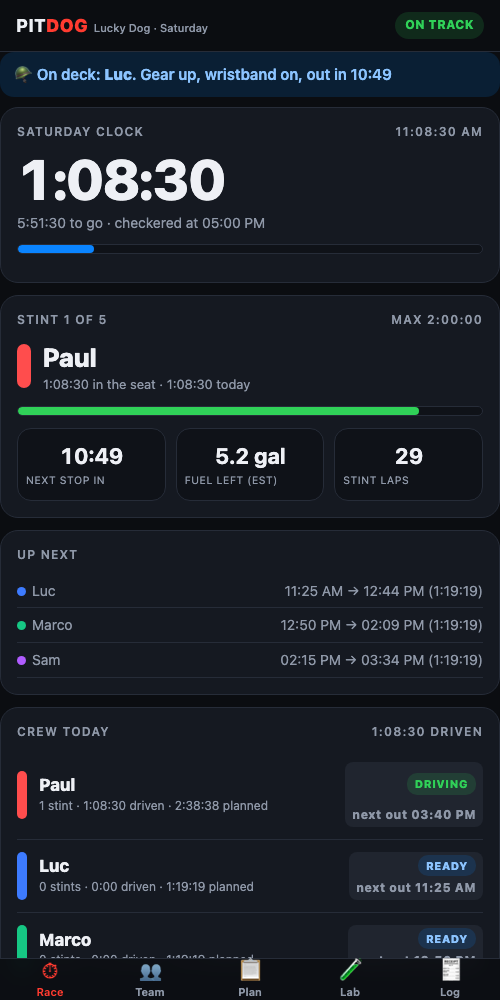 PITDOG Lucky Dog · Saturday
ON TRACK
On deck: Luc. Gear up, wristband on, out in 10:49
SATURDAY CLOCK
11:08:30 AM
1:08:30
5:51:30 to go · checkered at 05:00 PM
STINT 1 OF 5
MAX 2:00:00
Paul
1:08:30 in the seat · 1:08:30 today
10:49
NEXT STOP IN
5.2 gal
FUEL LEFT (EST)
29
STINT LAPS
UP NEXT
Luc
11:25 AM → 12:44 PM (1:19:19)
Marco
12:50 PM → 02:09 PM (1:19:19)
Sam
02:15 PM → 03:34 PM (1:19:19)
CREW TODAY
1:08:30 DRIVEN
Paul
1 stint · 1:08:30 driven · 2:38:38 planned
DRIVING
next out 03:40 PM
Luc
0 stints · 0:00 driven · 1:19:19 planned
READY
next out 11:25 AM
Marco
READY
Race
Team
Plan
Lab
Log